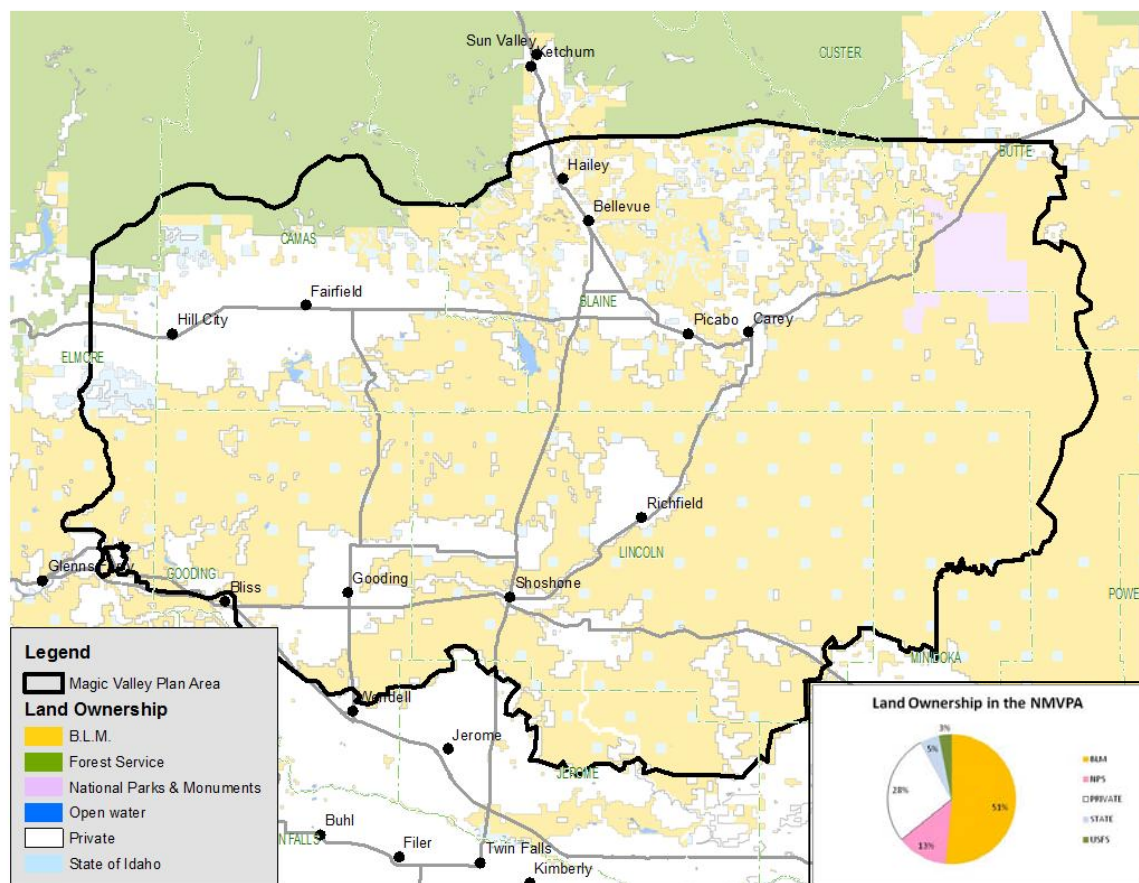 Sun Valley
Ketchum
CUSTER
BUTTE
Hailey
Bellevue
CAMAS
Fairfield
BLAINE
Hill City
Picabo
Carey
ELMORE
Richfield
LINCOLN
GOODING
Gooding
Bliss
Shoshone
POWE
MINIDOKA
Wendell
Jerome
JEROME
Buhl
N FALLS
Filer
Twin Falls
Kimberly
Legend
Magic Valley Plan Area
Land Ownership
B.L.M.
Forest Service
National Parks & Monuments
Open water
Private
State of Idaho
Land Ownership in the NMVPA
3%
5%
28%
51%
13%
BLM
NPS
PRIVATE
STATE
USFS